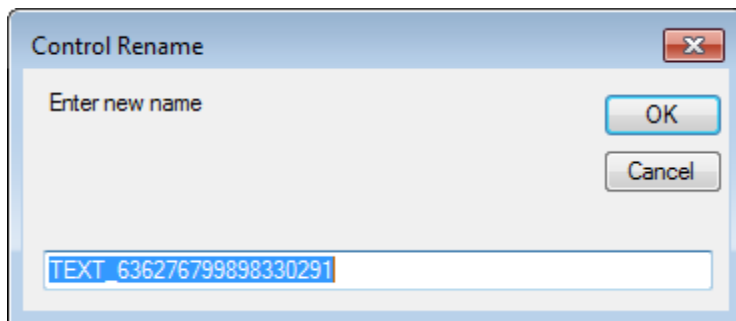 Control Rename
Enter new name
OK
Cancel
TEXT_636276799898330291